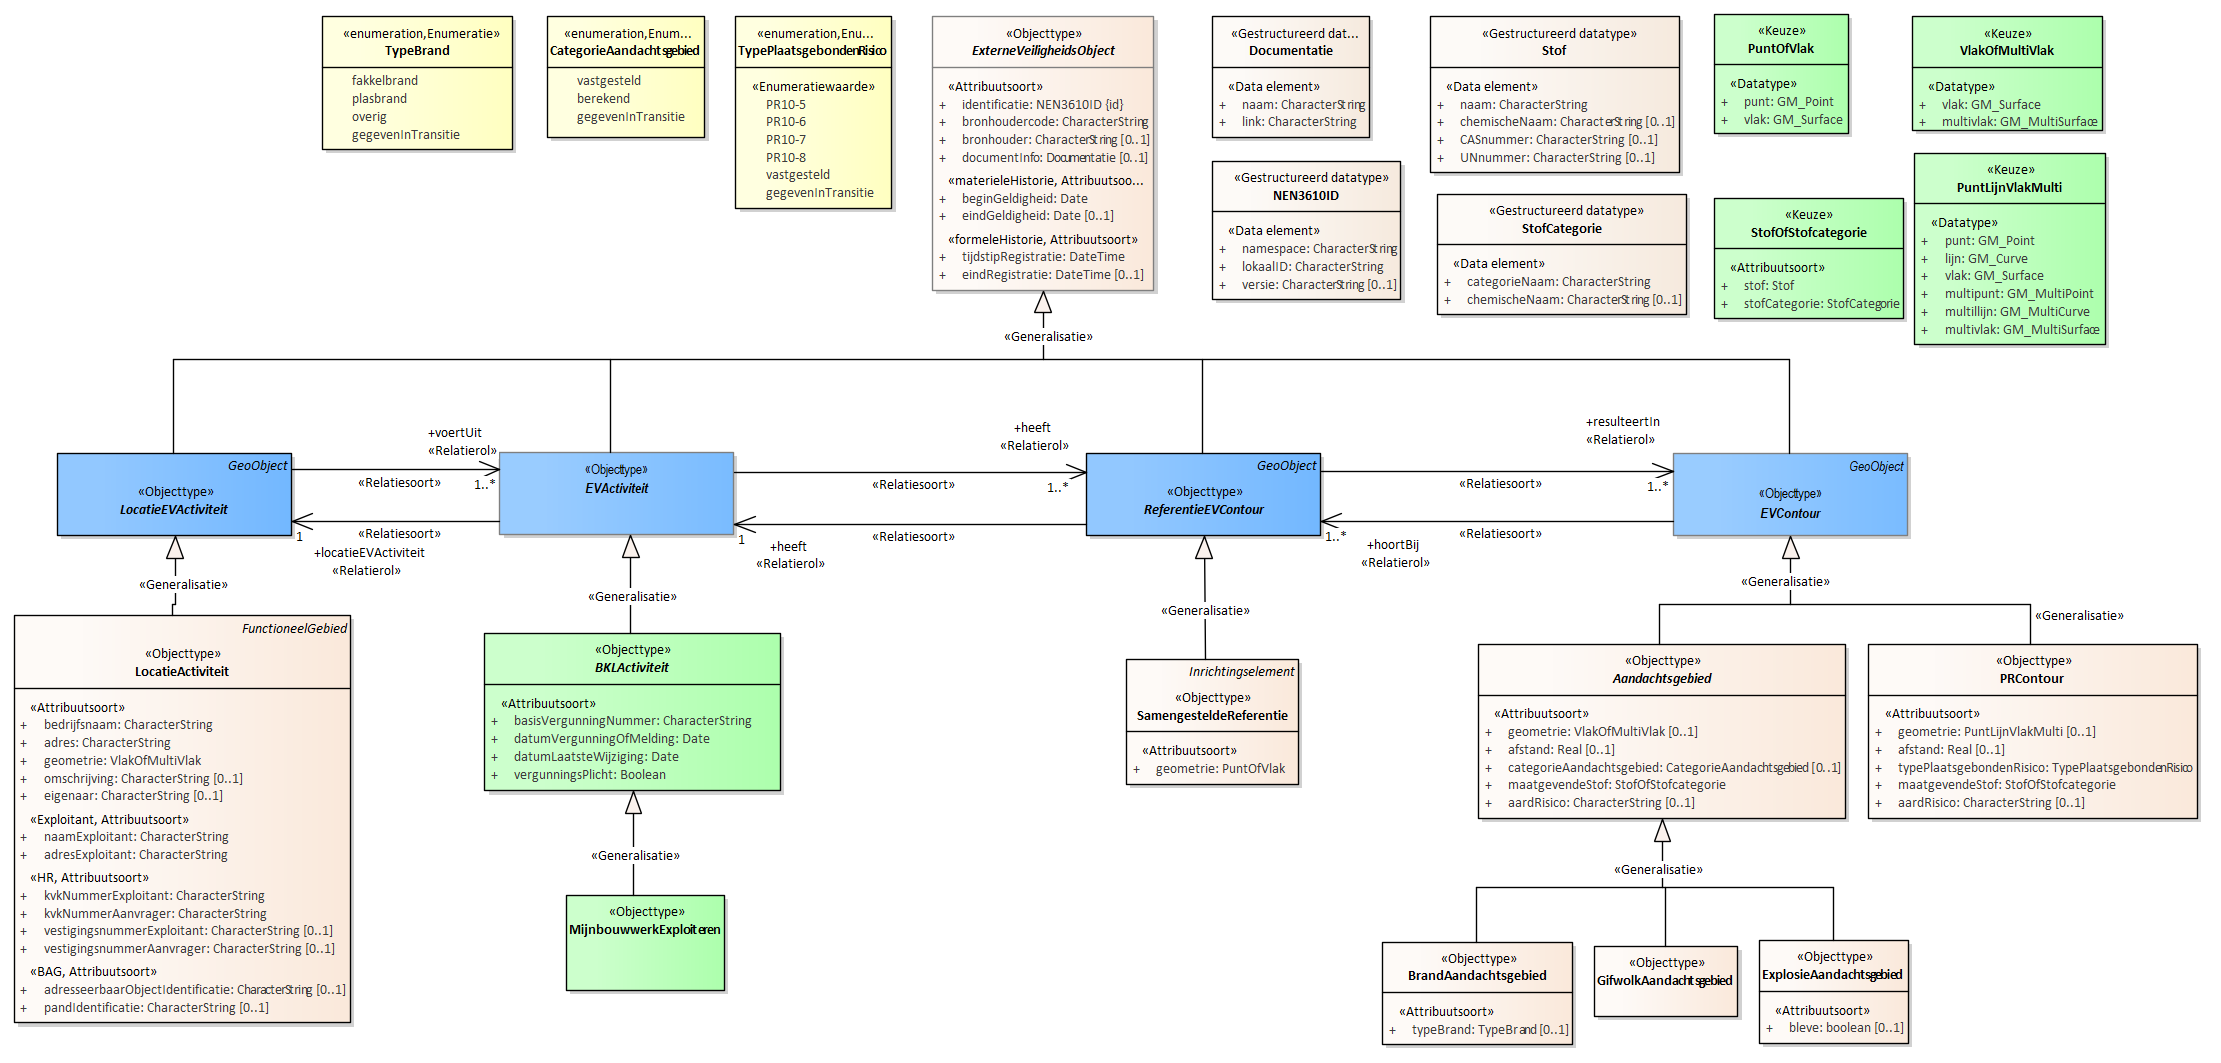 «enumeration,Enumeratie»
TypeBrand
fakkelbrand
plasbrand
overig
gegevenInTransitie
«enumeration,Enum...
CategorieAandachtsgebied
vastgesteld
berekend
gegevenInTransitie
«enumeration,Enu...
TypePlaatsgebondenRisico
«Enumeratiewaarde»
PR10-5
PR10-6
PR10-7
PR10-8
vastgesteld
gegevenInTransitie
«Objecttype»
ExterneVeiligheidsObject
«Attribuutsoort»
+ identificatie: NEN3610ID {id}
+ bronhoudercode: CharacterString
+ bronhouder: CharacterString [0..1]
+ documentInfo: Documentatie [0..1]
«materieleHistorie, Attribuutsoo...
+ beginGeldigheid: Date
+ eindGeldigheid: Date [0..1]
«formeleHistorie, Attribuutsoort»
+ tijdstipRegistratie: DateTime
+ eindRegistratie: DateTime [0..1]
«Gestructureerd dat...
Documentatie
«Data element»
+ naam: CharacterString
+ link: CharacterString
«Gestructureerd datatype»
NEN3610ID
«Data element»
+ namespace: CharacterString
+ lokaalID: CharacterString
+ versie: CharacterString [0..1]
«Gestructureerd datatype»
Stof
«Data element»
+ naam: CharacterString
+ chemischeNaam: CharacterString [0..1]
+ CASnummer: CharacterString [0..1]
+ UNnummer: CharacterString [0..1]
«Gestructureerd datatype»
StofCategorie
«Data element»
+ categorieNaam: CharacterString
+ chemischeNaam: CharacterString [0..1]
«Keuze»
PuntOfVlak
«Datatype»
+ punt: GM_Point
+ vlak: GM_Surface
«Keuze»
StofOfStofcategorie
«Attribuutsoort»
+ stof: Stof
+ stofCategorie: StofCategorie
«Keuze»
VlakOfMultiVlak
«Datatype»
+ vlak: GM_Surface
+ multivlak: GM_MultiSurface
«Keuze»
PuntLijnVlakMulti
«Datatype»
+ punt: GM_Point
+ lijn: GM_Curve
+ vlak: GM_Surface
+ multipunt: GM_MultiPoint
+ multillijn: GM_MultiCurve
+ multivlak: GM_MultiSurface
«Generalisatie»
GeoObject
«Objecttype»
LocatieEVActiviteit
+voertUit
«Relatierol»
«Relatiesoort»
1..*
«Relatiesoort»
1
+locatieEVActiviteit
«Relatierol»
«Objecttype»
EVActiviteit
+heeft
«Relatierol»
«Relatiesoort»
1..*
«Relatiesoort»
1
+heeft
«Relatierol»
GeoObject
«Objecttype»
ReferentieEVContour
+resulteertIn
«Relatierol»
«Relatiesoort»
1..*
«Relatiesoort»
1..*
+hoortBij
«Relatierol»
GeoObject
«Objecttype»
EVContour
«Generalisatie»
«Generalisatie»
«Generalisatie»
«Generalisatie»
«Generalisatie»
FunctioneelGebied
«Objecttype»
LocatieActiviteit
«Attribuutsoort»
+ bedrijfsnaam: CharacterString
+ adres: CharacterString
+ geometrie: VlakOfMultiVlak
+ omschrijving: CharacterString [0..1]
+ eigenaar: CharacterString [0..1]
«Exploitant, Attribuutsoort»
+ naamExploitant: CharacterString
+ adresExploitant: CharacterString
«HR, Attribuutsoort»
+ kvkNummerExploitant: CharacterString
+ kvkNummerAanvrager: CharacterString
+ vestigingsnummerExploitant: CharacterString [0..1]
+ vestigingsnummerAanvrager: CharacterString [0..1]
«BAG, Attribuutsoort»
+ adresseerbaarObjectIdentificatie: CharacterString [0..1]
+ pandIdentificatie: CharacterString [0..1]
«Objecttype»
BKLActiviteit
«Attribuutsoort»
+ basisVergunningNummer: CharacterString
+ datumVergunningOfMelding: Date
+ datumLaatsteWijziging: Date
+ vergunningsPlicht: Boolean
«Generalisatie»
«Objecttype»
MijnbouwwerkExploiteren
Inrichtingselement
«Objecttype»
SamengesteldeReferentie
«Attribuutsoort»
+ geometrie: PuntOfVlak
«Objecttype»
Aandachtsgebied
«Attribuutsoort»
+ geometrie: VlakOfMultiVlak [0..1]
+ afstand: Real [0..1]
+ categorieAandachtsgebied: CategorieAandachtsgebied [0..1]
+ maatgevendeStof: StofOfStofcategorie
+ aardRisico: CharacterString [0..1]
«Objecttype»
PRContour
«Attribuutsoort»
+ geometrie: PuntLijnVlakMulti [0..1]
+ afstand: Real [0..1]
+ typePlaatsgebondenRisico: TypePlaatsgebondenRisico
+ maatgevendeStof: StofOfStofcategorie
+ aardRisico: CharacterString [0..1]
«Generalisatie»
«Objecttype»
BrandAandachtsgebied
«Attribuutsoort»
+ typeBrand: TypeBrand [0..1]
«Objecttype»
GifwolkAandachtsgebied
«Objecttype»
ExplosieAandachtsgebied
«Attribuutsoort»
+ bleve: boolean [0..1]